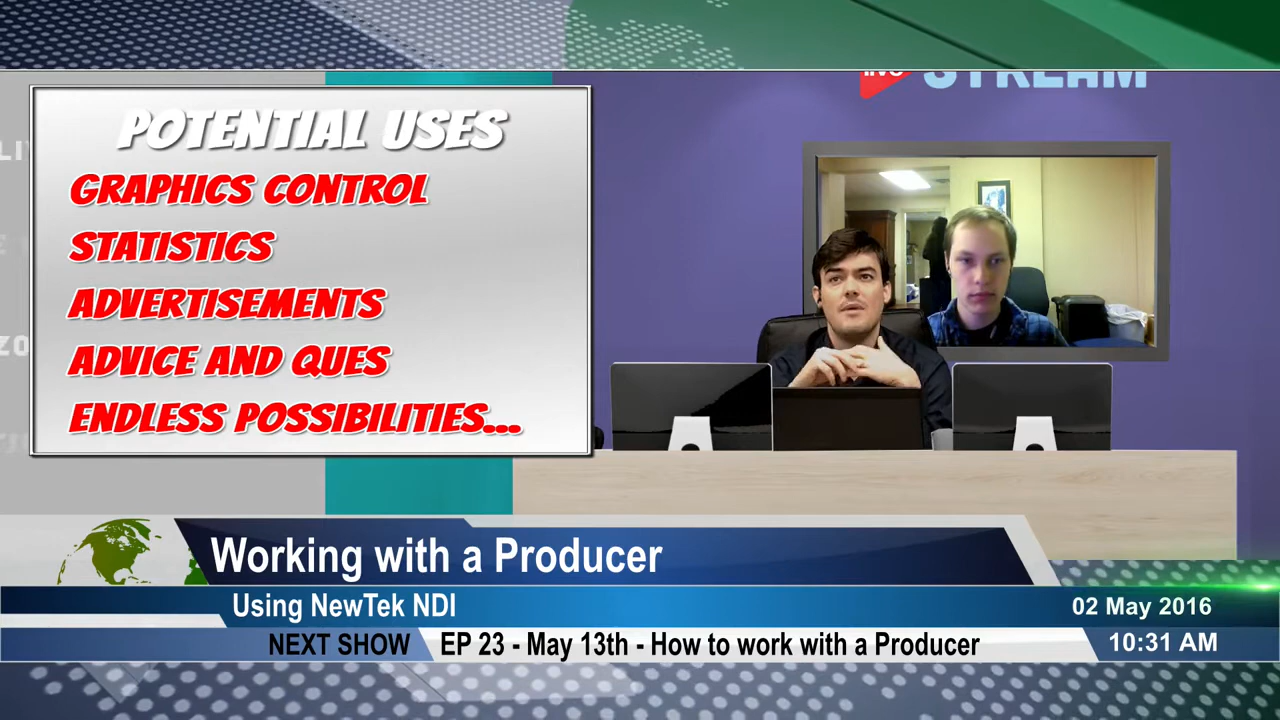 live STREAM
POTENTIAL USES
GRAPHICS CONTROL
STATISTICS
ADVERTISEMENTS
ADVICE AND QUES
ENDLESS POSSIBILITIES...
Working with a Producer
Using NewTek NDI
02 May 2016
NEXT SHOW EP 23 - May 13th - How to work with a Producer
10:31 AM